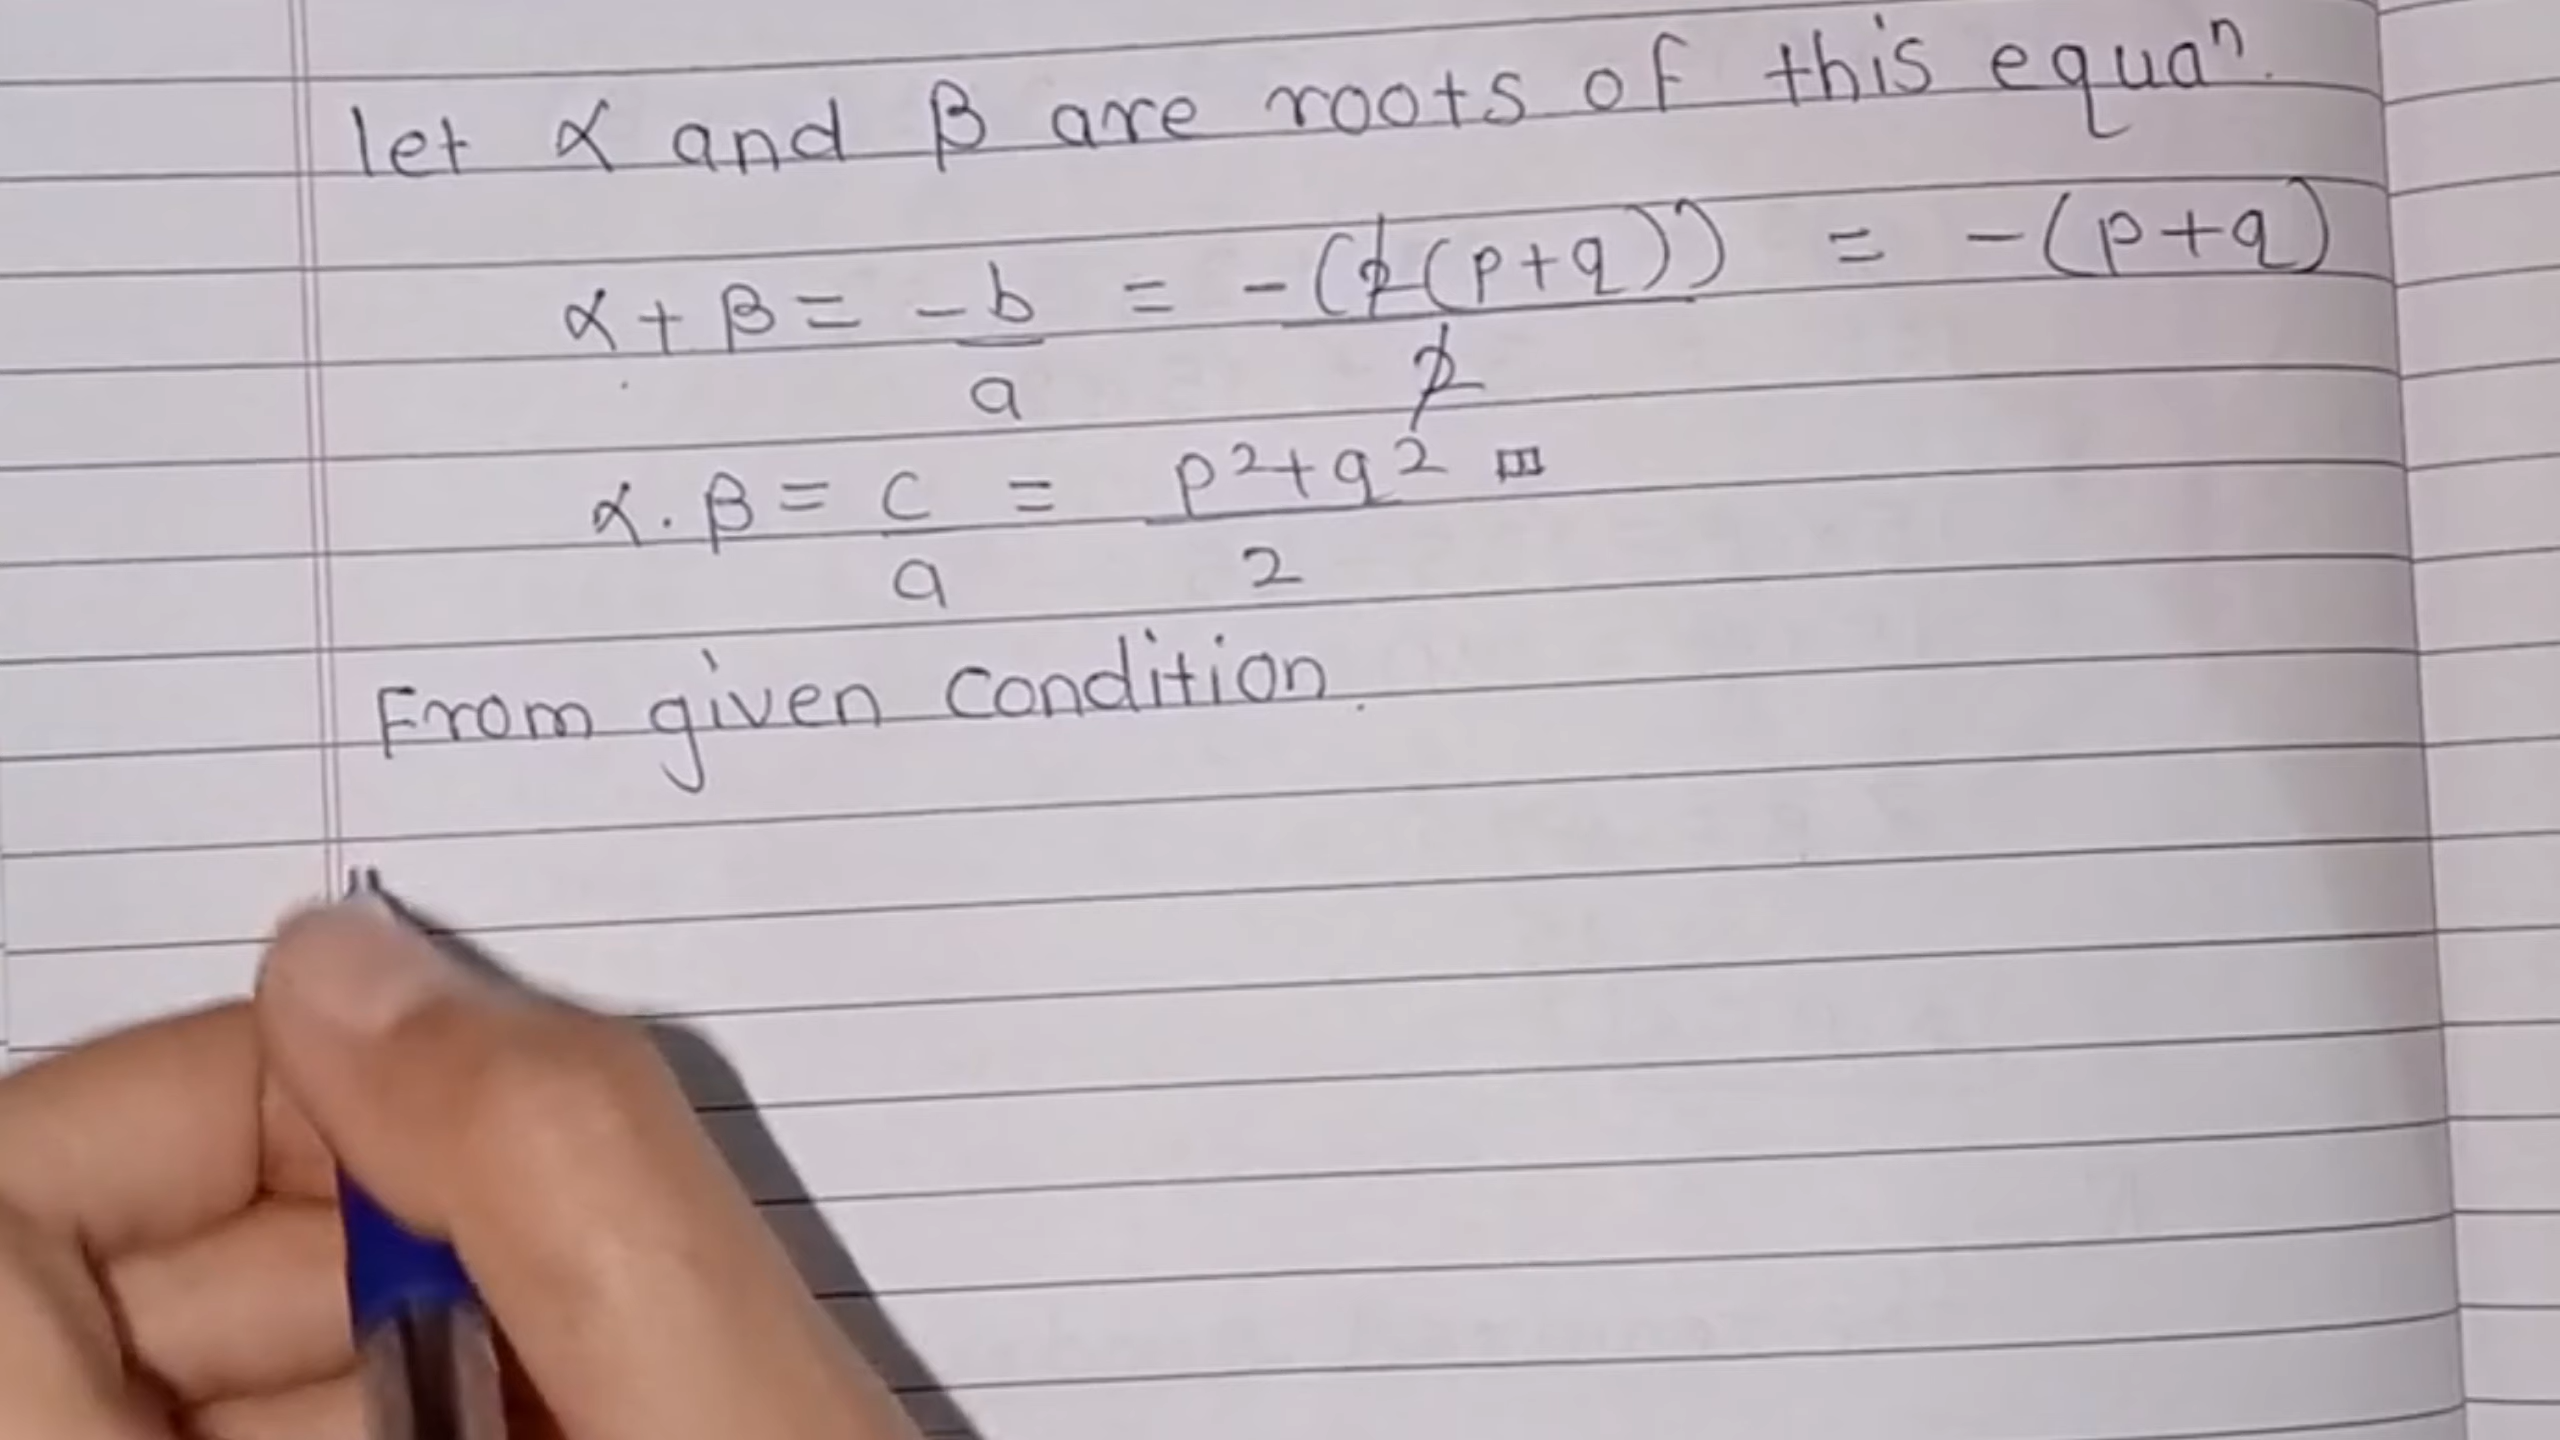 let α and β are roots of this equaⁿ.
α + β = -b/a = -(2(p+q))/2 = -(p+q)
α . β = c/a = p²+q²/2
From given condition.